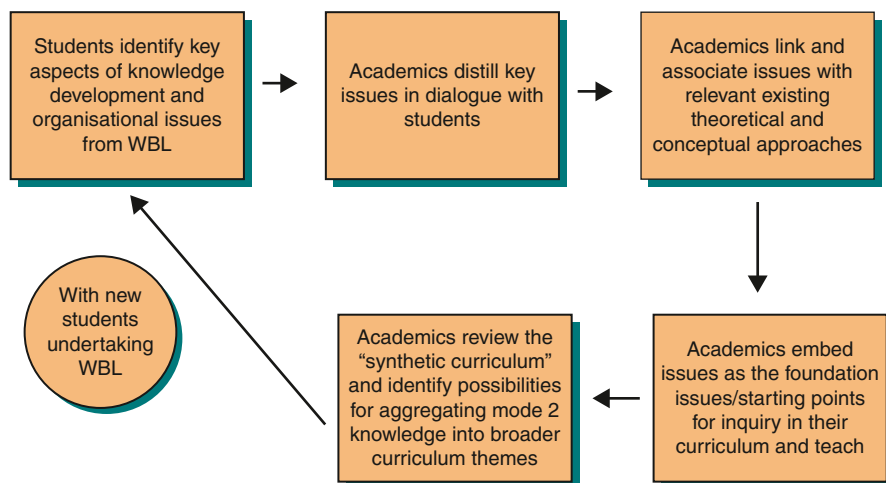 Students identify key
aspects of knowledge
development and
organisational issues
from WBL
Academics distill key
issues in dialogue with
students
Academics link and
associate issues with
relevant existing
theoretical and
conceptual approaches
With new
students
undertaking
WBL
Academics review the
“synthetic curriculum”
and identify possibilities
for aggregating mode 2
knowledge into broader
curriculum themes
Academics embed
issues as the foundation
issues/starting points
for inquiry in their
curriculum and teach